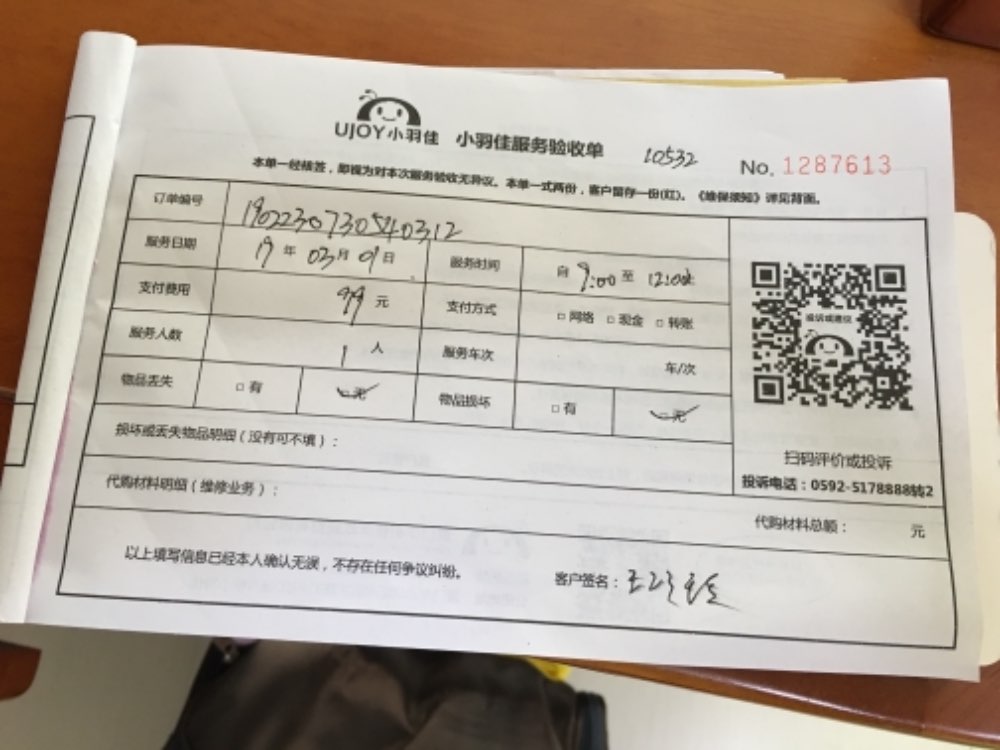 UJOY小羽佳 小羽佳服务验收单 10532 No. 1287613
本单一经核签,即视为对本次服务验收无异议。本单一式两份,客户留存一份(红)。《维保须知》详见背面。
订单编号 1902230730540312
服务日期 19 年 03 月 01 日 服务时间 自 9:00 至 12:00
支付费用 99 元 支付方式 □ 网络 □ 现金 □ 转账
服务人数 1 人 服务车次 车/次
物品丢失 □ 有 □ 无 物品损坏 □ 有 □ 无
损坏或丢失物品明细(没有可不填):
投诉或建议
扫码评价或投诉
投诉电话:0592-5178888转2
代购材料明细(维修业务): 代购材料总额: 元
以上填写信息已经本人确认无误,不存在任何争议纠纷。 客户签名: